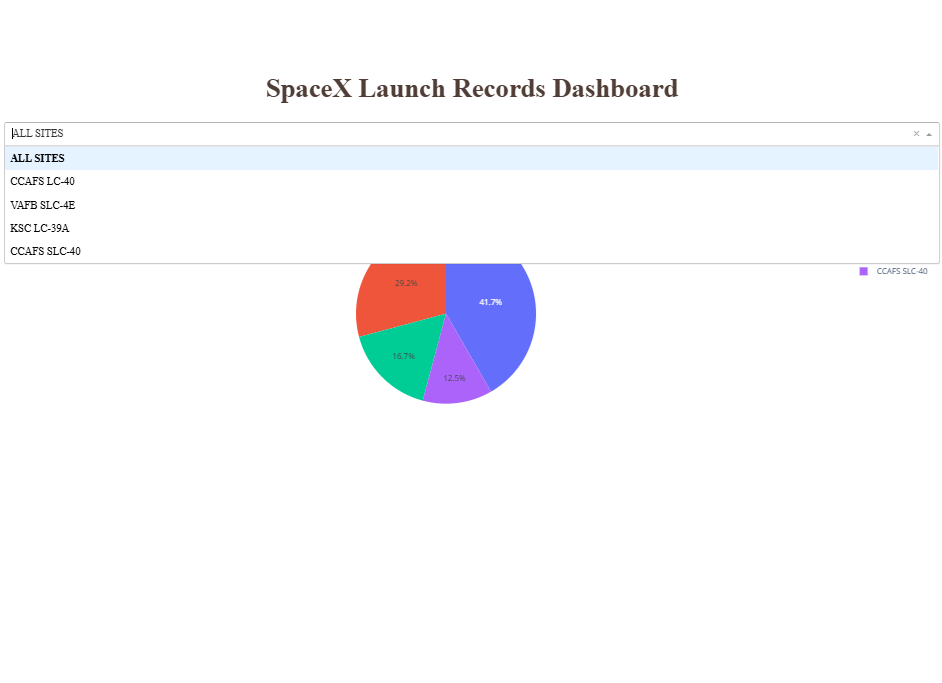 SpaceX Launch Records Dashboard
ALL SITES
ALL SITES
CCAFS LC-40
VAFB SLC-4E
KSC LC-39A
CCAFS SLC-40
CCAFS SLC-40
29.2%
41.7%
16.7%
12.5%